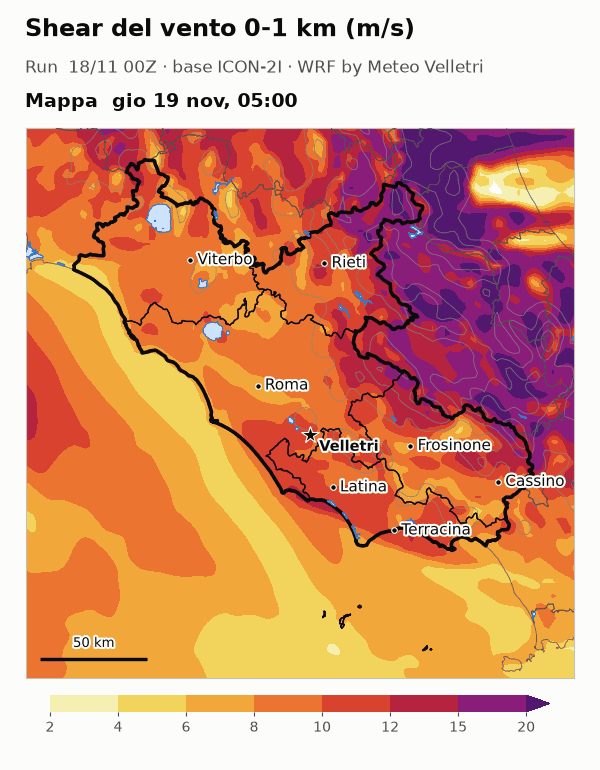 Shear del vento 0-1 km (m/s)
Run  18/11 00Z · base ICON-2I · WRF by Meteo Velletri
Mappa  gio 19 nov, 05:00
Viterbo
Rieti
Roma
Velletri
Frosinone
Latina
Cassino
Terracina
50 km
2 4 6 8 10 12 15 20